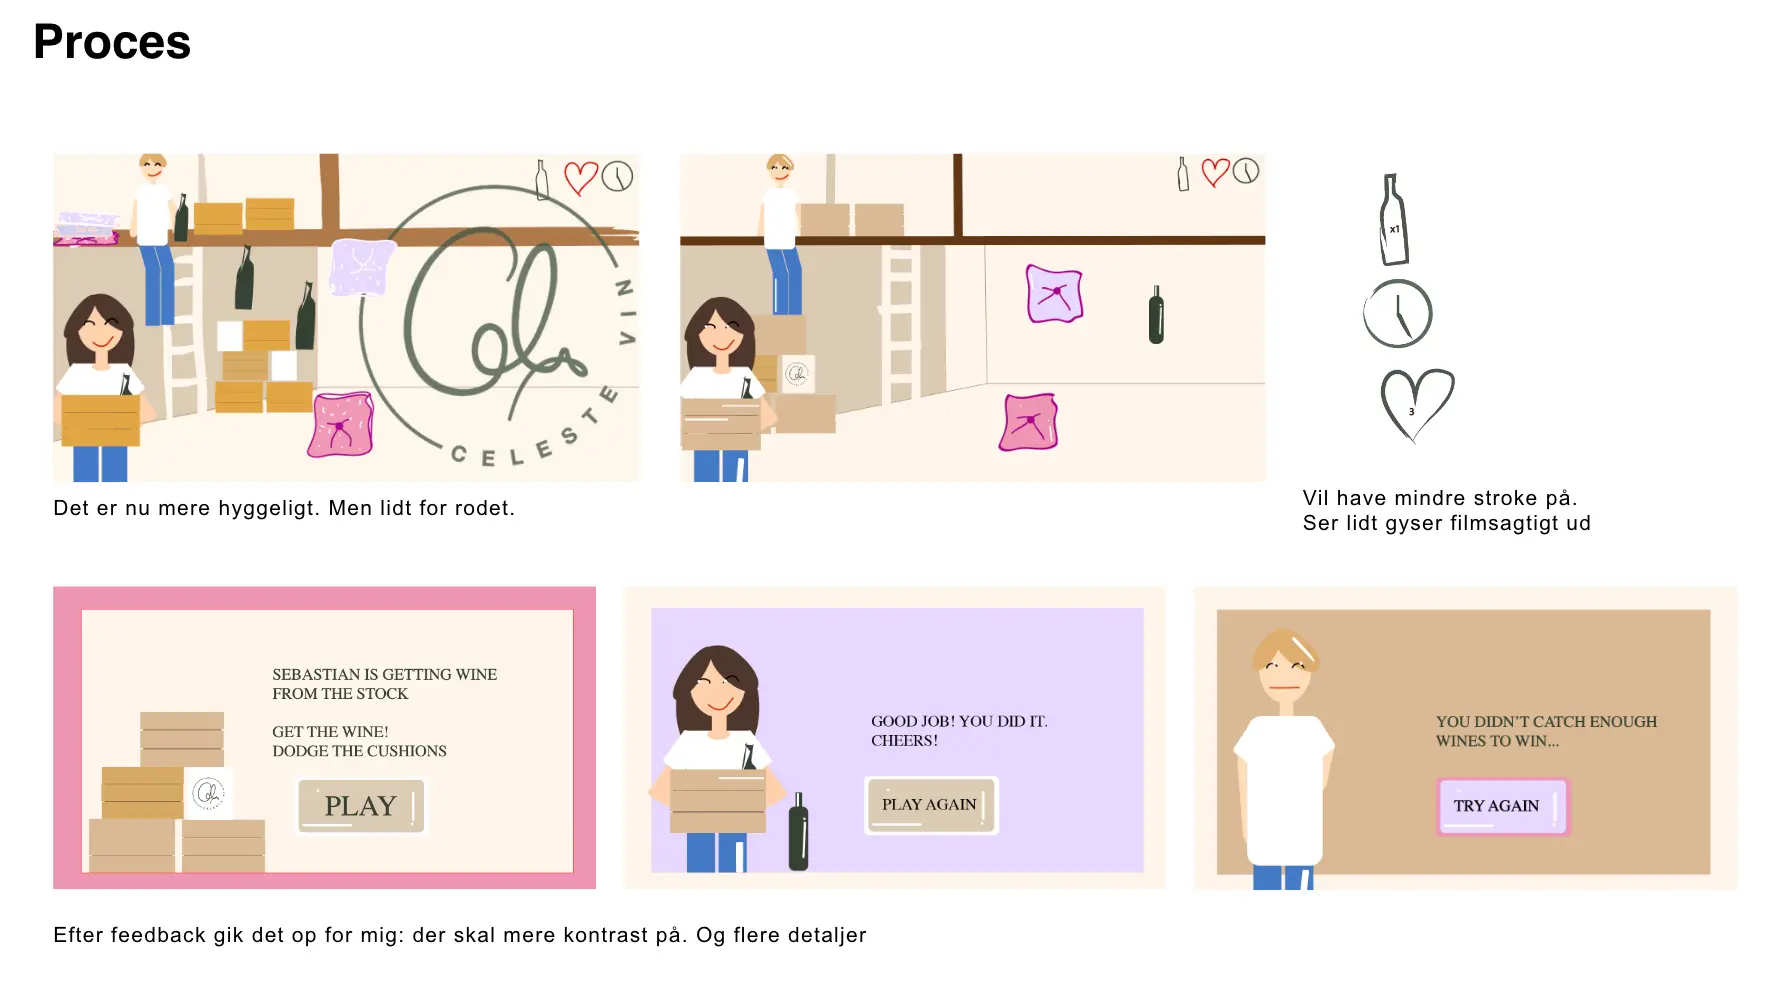 Proces
CELESTE VIN
Det er nu mere hyggeligt. Men lidt for rodet.
x1
3
Vil have mindre stroke på.
Ser lidt gyser filmsagtigt ud
SEBASTIAN IS GETTING WINE
FROM THE STOCK
GET THE WINE!
DODGE THE CUSHIONS
PLAY
GOOD JOB! YOU DID IT.
CHEERS!
PLAY AGAIN
YOU DIDN'T CATCH ENOUGH
WINES TO WIN...
TRY AGAIN
Efter feedback gik det op for mig: der skal mere kontrast på. Og flere detaljer